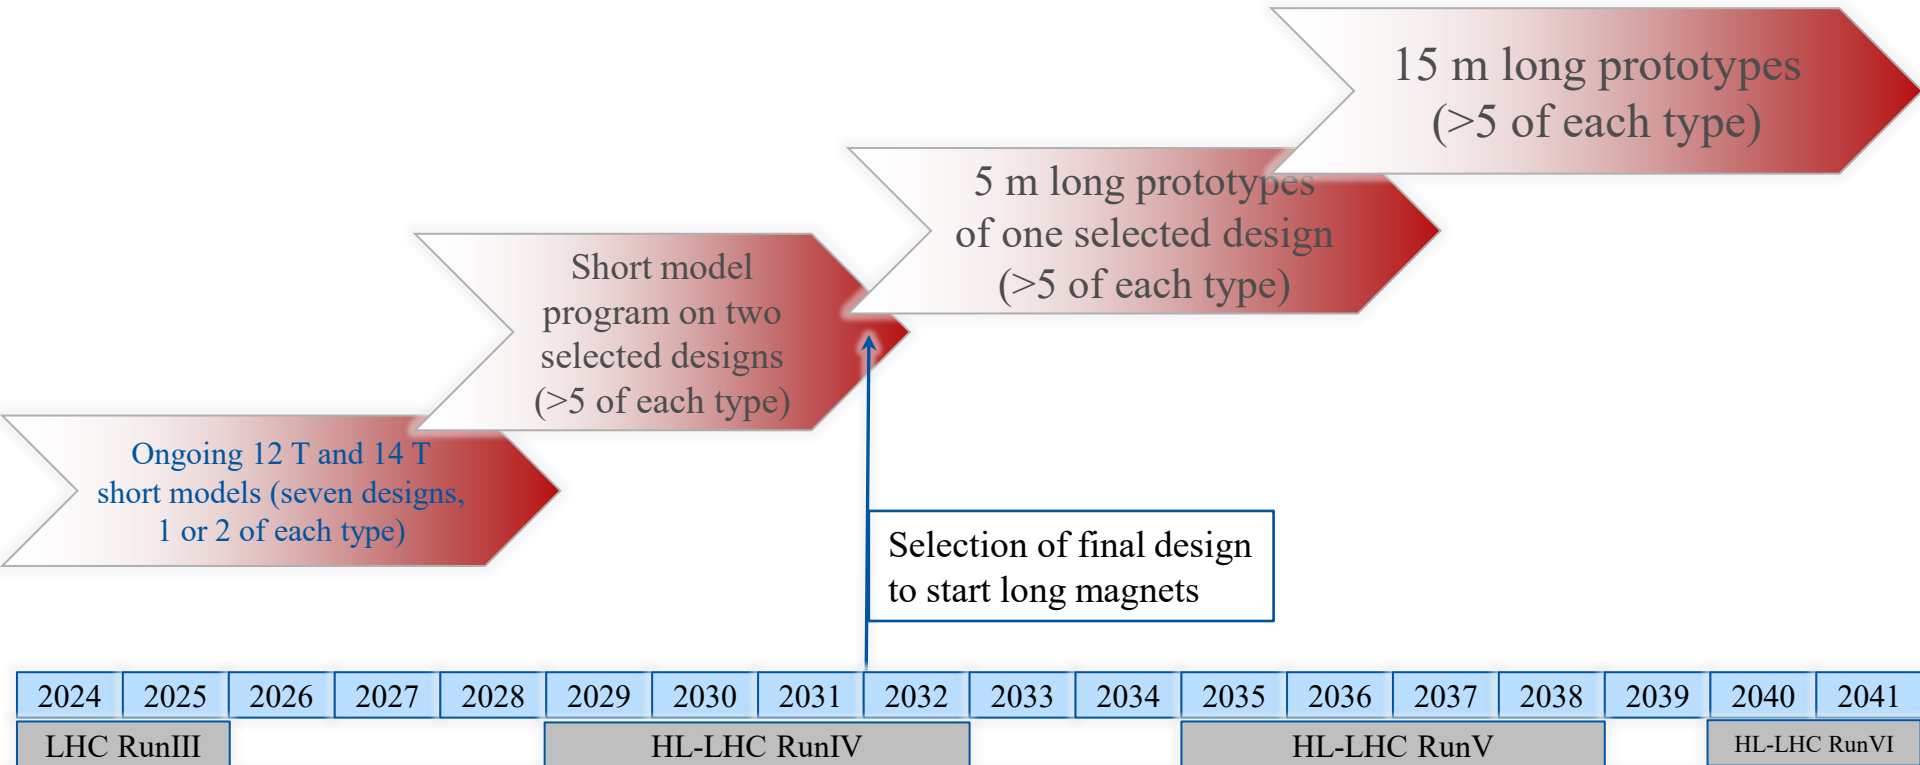 15 m long prototypes
(>5 of each type)
5 m long prototypes
of one selected design
(>5 of each type)
Short model
program on two
selected designs
(>5 of each type)
Ongoing 12 T and 14 T
short models (seven designs,
1 or 2 of each type)
Selection of final design
to start long magnets
2024 2025 2026 2027 2028 2029 2030 2031 2032 2033 2034 2035 2036 2037 2038 2039 2040 2041
LHC RunIII HL-LHC RunIV HL-LHC RunV HL-LHC RunVI